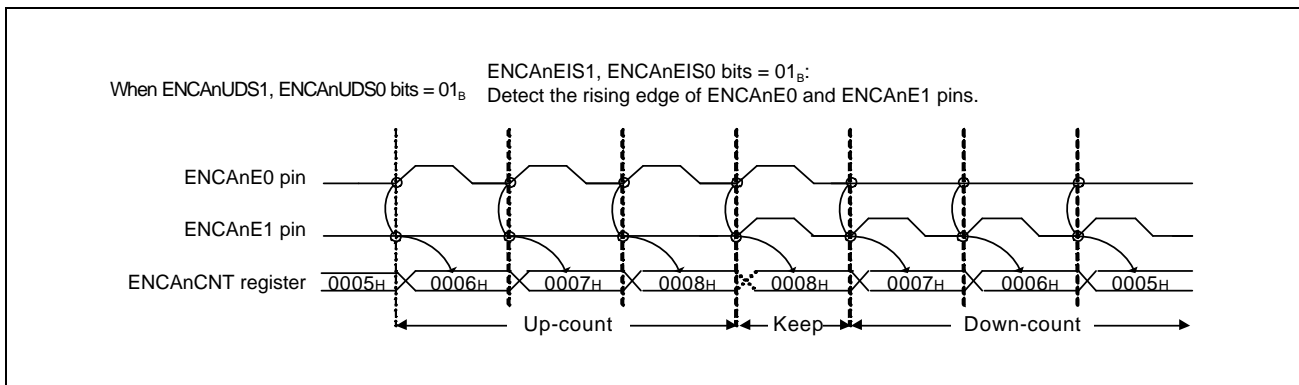 When ENCAnUDS1, ENCAnUDS0 bits = 01B
ENCAnEIS1, ENCAnEIS0 bits = 01B:
Detect the rising edge of ENCAnE0 and ENCAnE1 pins.
ENCAnE0 pin
ENCAnE1 pin
ENCAnCNT register 0005H 0006H 0007H 0008H 0008H 0007H 0006H 0005H
Up-count Keep Down-count